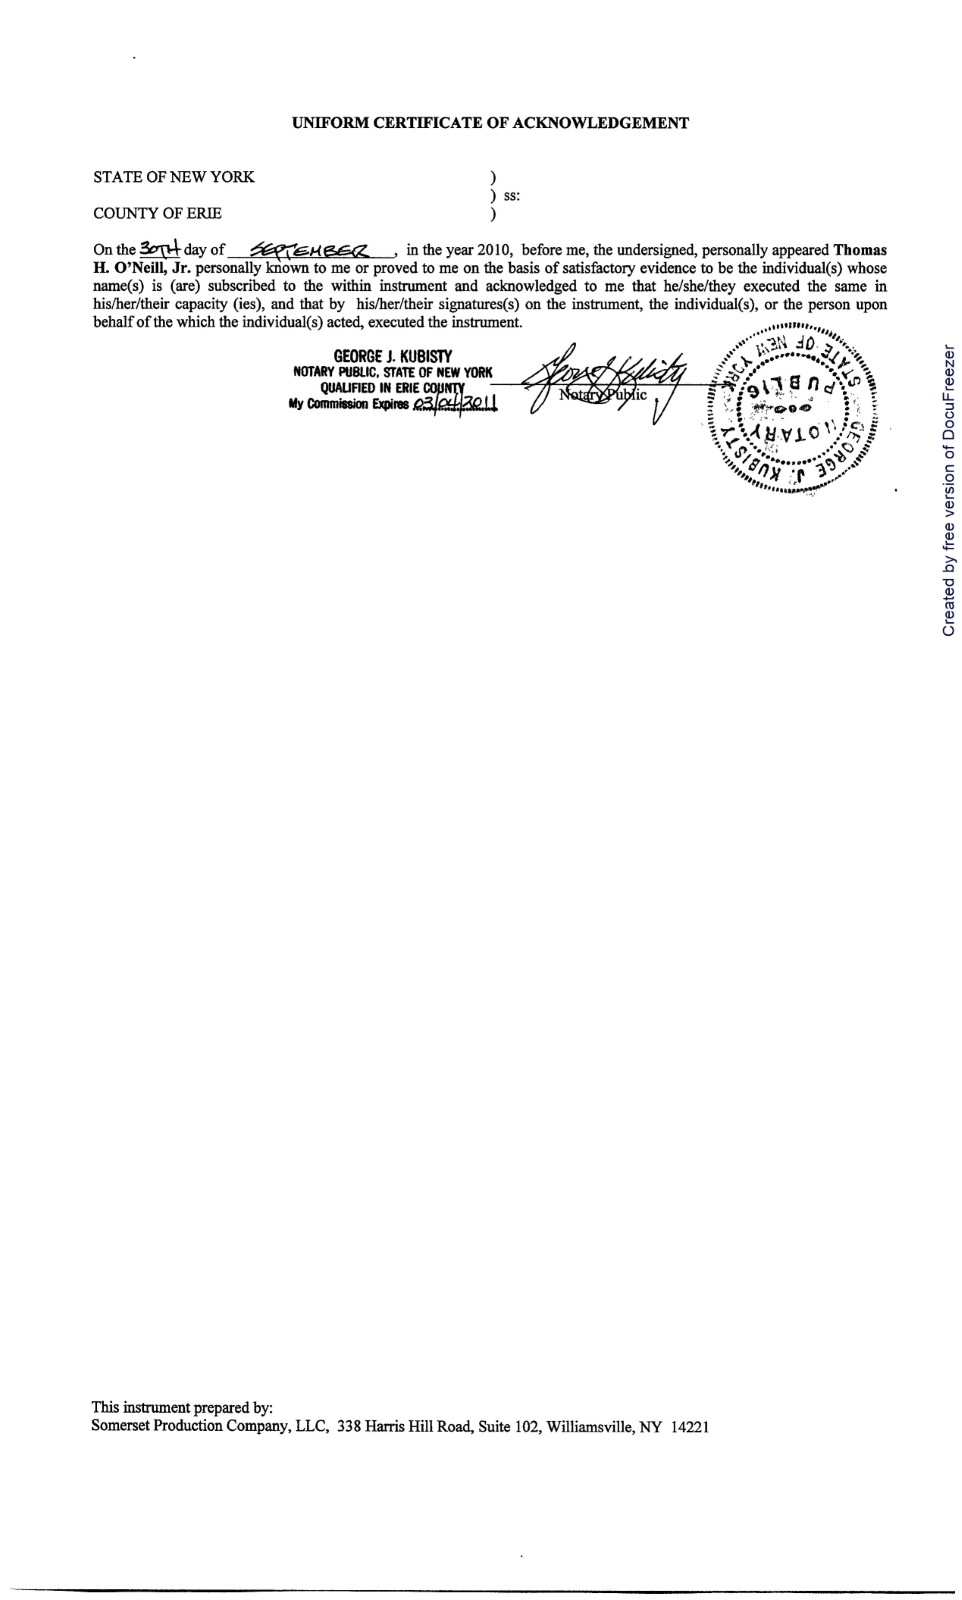 UNIFORM CERTIFICATE OF ACKNOWLEDGEMENT
STATE OF NEW YORK )
) ss:
COUNTY OF ERIE )
On the 30TH day of SEPTEMBER , in the year 2010, before me, the undersigned, personally appeared Thomas
H. O'Neill, Jr. personally known to me or proved to me on the basis of satisfactory evidence to be the individual(s) whose
name(s) is (are) subscribed to the within instrument and acknowledged to me that he/she/they executed the same in
his/her/their capacity (ies), and that by his/her/their signatures(s) on the instrument, the individual(s), or the person upon
behalf of the which the individual(s) acted, executed the instrument.
GEORGE J. KUBISTY
NOTARY PUBLIC, STATE OF NEW YORK
QUALIFIED IN ERIE COUNTY
My Commission Expires 03/04/2011
George J Kubisty
Notary Public
GEORGE J. KUBISTY
STATE OF NEW YORK
NOTARY
PUBLIC
Created by free version of DocuFreezer
This instrument prepared by:
Somerset Production Company, LLC, 338 Harris Hill Road, Suite 102, Williamsville, NY 14221